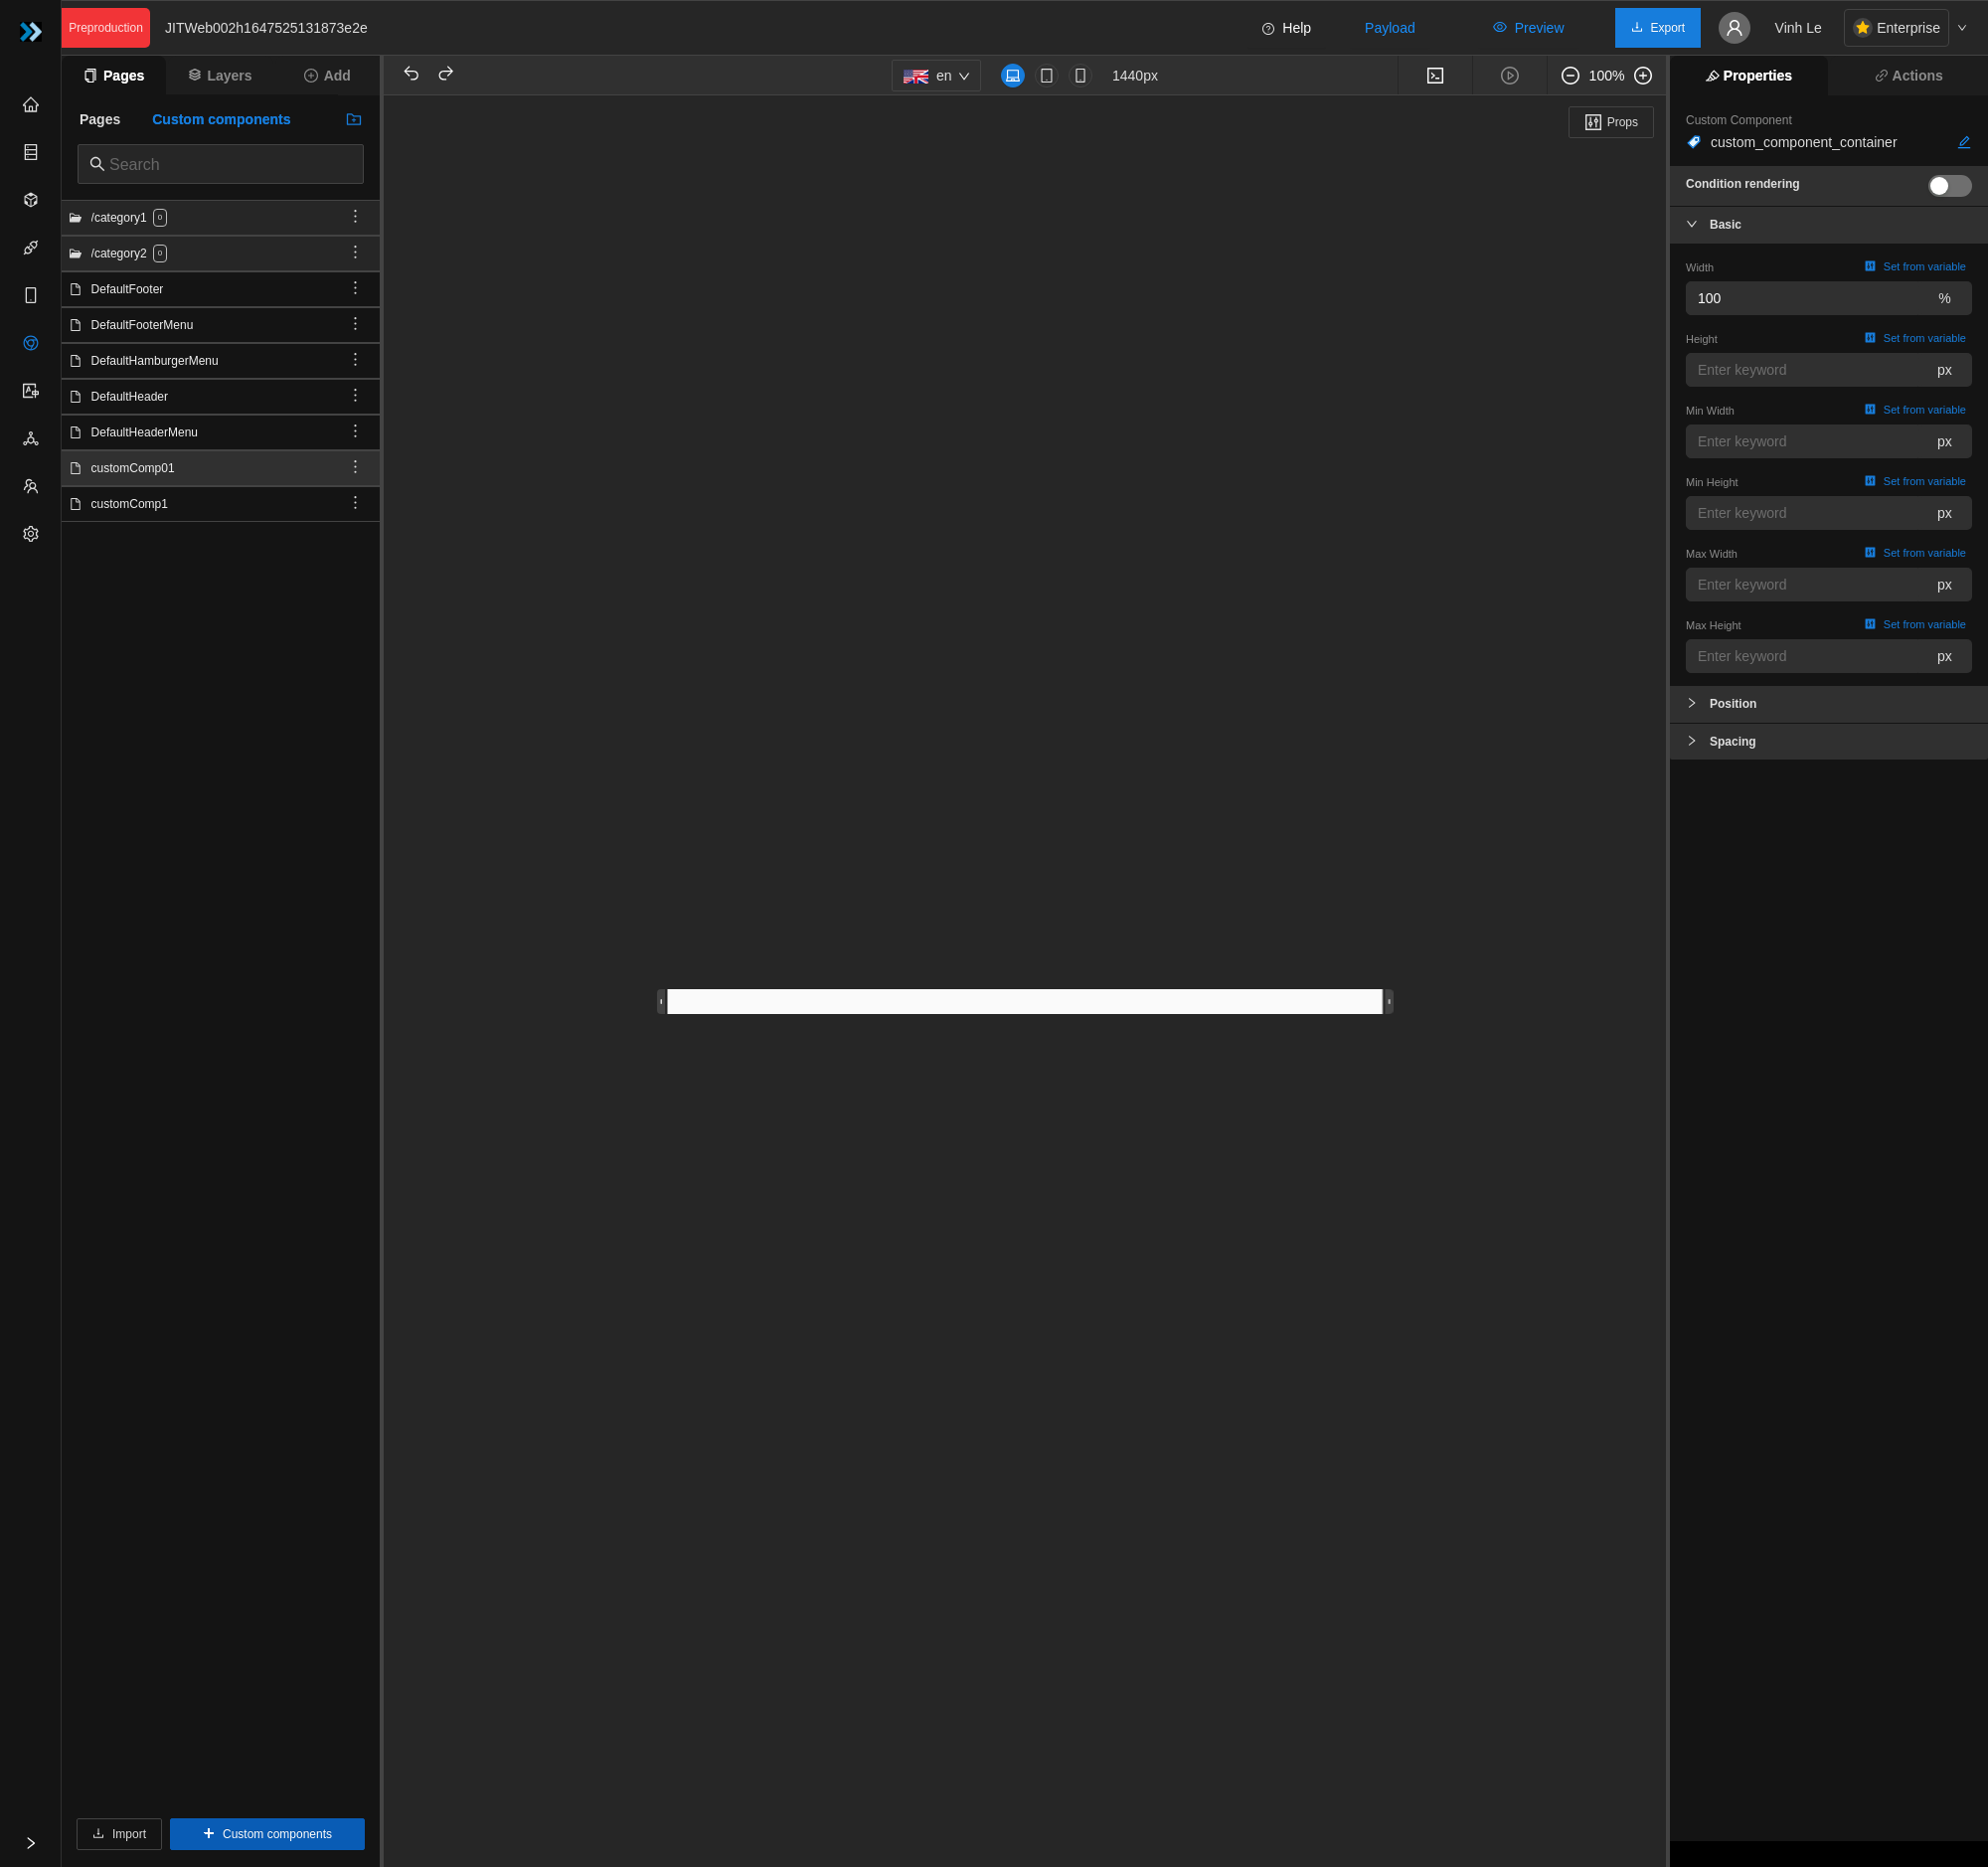 Preproduction JITWeb002h1647525131873e2e Help Payload Preview Export Vinh Le Enterprise
Pages Layers Add
en 1440px 100%
Properties Actions
Pages Custom components
Search
/category1 0
/category2 0
DefaultFooter
DefaultFooterMenu
DefaultHamburgerMenu
DefaultHeader
DefaultHeaderMenu
customComp01
customComp1
Import Custom components
Props
Custom Component
custom_component_container
Condition rendering
Basic
Width Set from variable
100 %
Height Set from variable
Enter keyword px
Min Width Set from variable
Enter keyword px
Min Height Set from variable
Enter keyword px
Max Width Set from variable
Enter keyword px
Max Height Set from variable
Enter keyword px
Position
Spacing